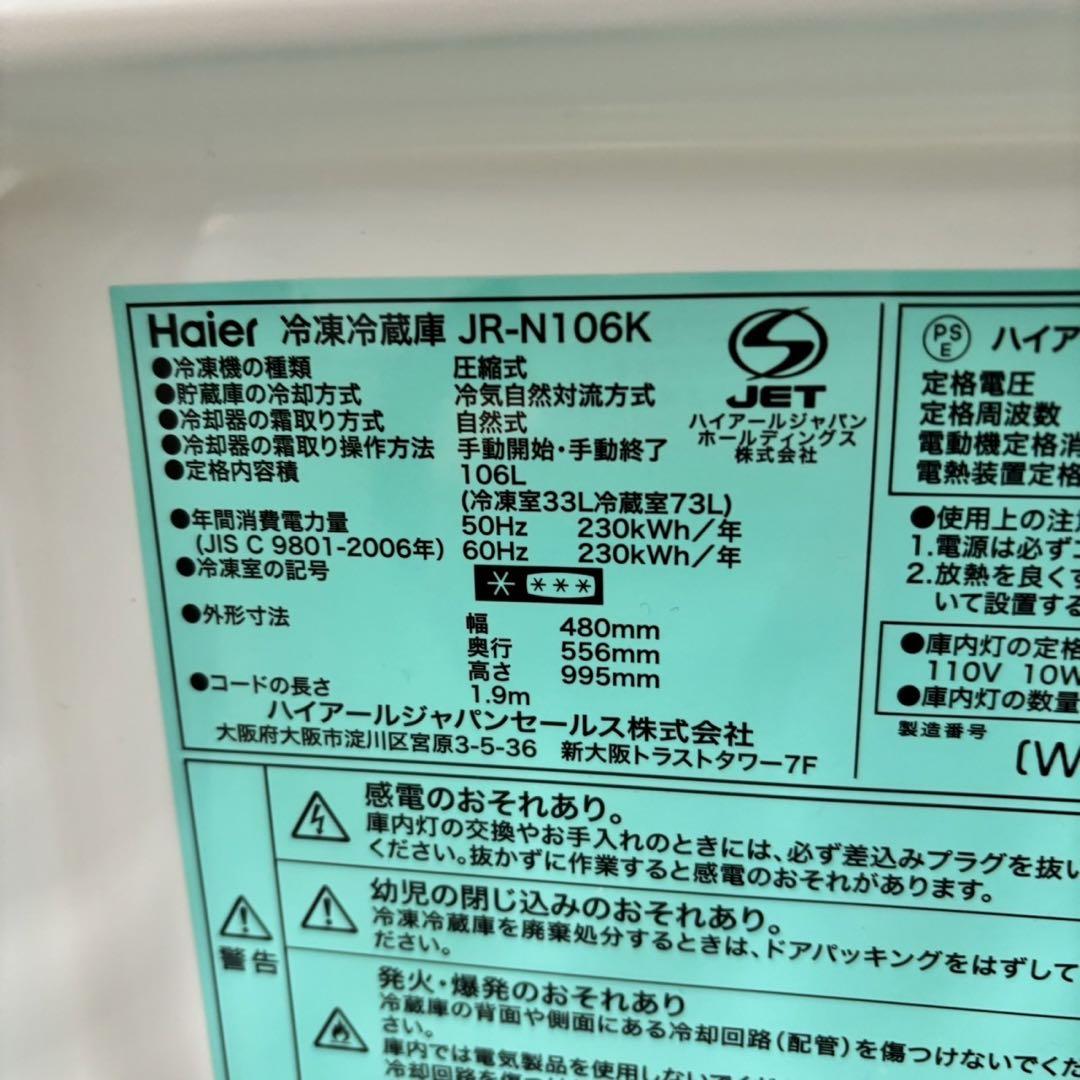 Haier 冷凍冷蔵庫 JR-N106K
●冷凍機の種類 圧縮式
●貯蔵庫の冷却方式 冷気自然対流方式
●冷却器の霜取り方式 自然式
●冷却器の霜取り操作方法 手動開始・手動終了
●定格内容積 106L
(冷凍室33L冷蔵室73L)
●年間消費電力量 50Hz 230kWh/年
(JIS C 9801-2006年) 60Hz 230kWh/年
●冷凍室の記号
●外形寸法 幅 480mm
奥行 556mm
高さ 995mm
●コードの長さ 1.9m
ハイアールジャパンセールス株式会社
大阪府大阪市淀川区宮原3-5-36 新大阪トラストタワー7F
JET
ハイアールジャパン
ホールディングス
株式会社
PS
E
ハイア
定格電圧
定格周波数
電動機定格消
電熱装置定格
●使用上の注
1.電源は必ず
2.放熱を良くす
いて設置する
●庫内灯の定格
110V 10W
●庫内灯の数量
製造番号
(W
警告
感電のおそれあり。
庫内灯の交換やお手入れのときには、必ず差込みプラグを抜い
ください。抜かずに作業すると感電のおそれがあります。
幼児の閉じ込みのおそれあり。
冷凍冷蔵庫を廃棄処分するときは、ドアパッキングをはずして
ださい。
発火・爆発のおそれあり
冷蔵庫の背面や側面にある冷却回路(配管)を傷つけないでくだ
さい。
庫内では電気製品を使用しないでく
冷却回路を